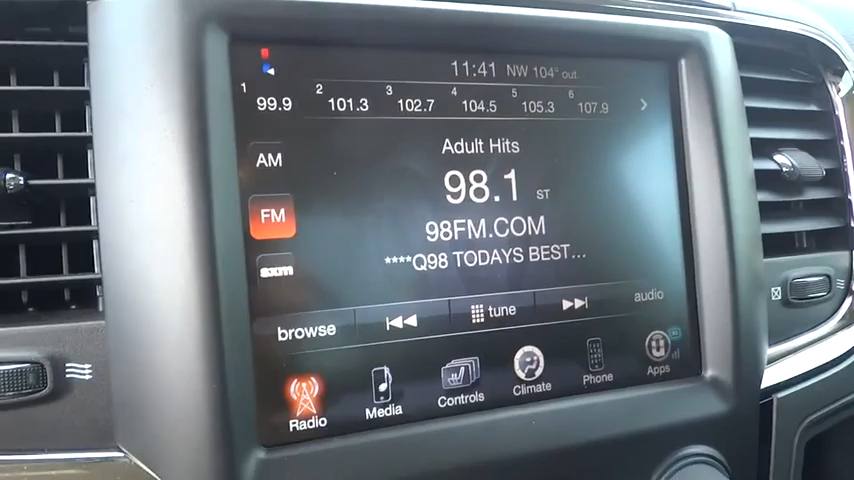 11:41 NW 104° out
1 99.9 2 101.3 3 102.7 4 104.5 5 105.3 6 107.9
Adult Hits
AM
98.1 ST
FM
98FM.COM
****Q98 TODAYS BEST...
sxm
browse tune audio
Radio Media Controls Climate Phone Apps